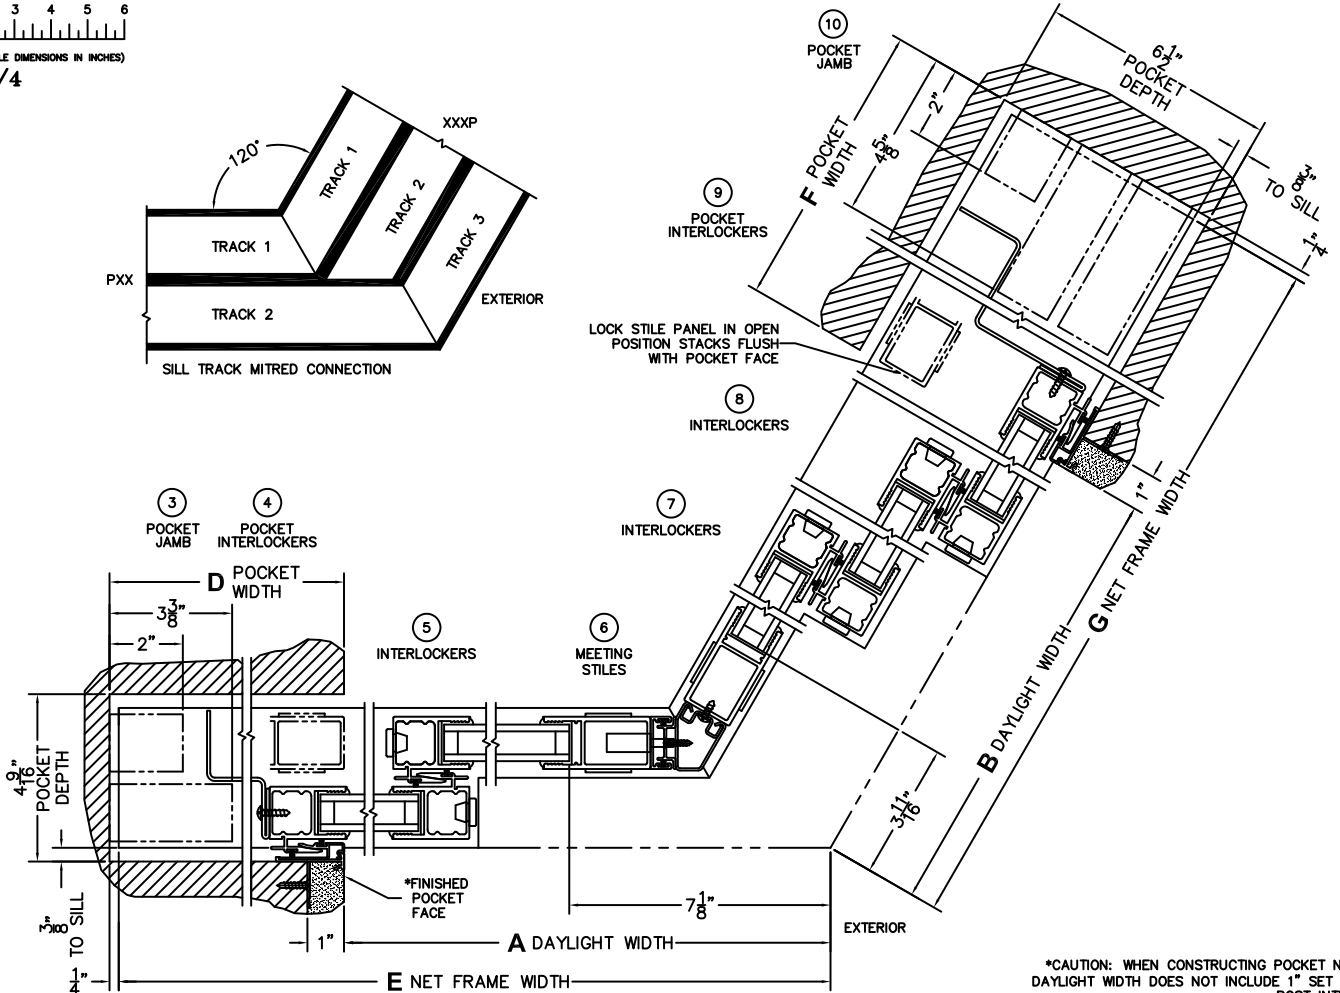 3 4 5 6
LE DIMENSIONS IN INCHES)
/4
120°
XXXP
TRACK 1
TRACK 2
TRACK 3
TRACK 1
PXX
TRACK 2
EXTERIOR
SILL TRACK MITRED CONNECTION
10
POCKET
JAMB
6 1/2"
POCKET
DEPTH
2"
4 5/8"
F POCKET
WIDTH
3/8"
TO SILL
1/4"
9
POCKET
INTERLOCKERS
LOCK STILE PANEL IN OPEN
POSITION STACKS FLUSH
WITH POCKET FACE
8
INTERLOCKERS
7
INTERLOCKERS
1"
G NET FRAME WIDTH
B DAYLIGHT WIDTH
3 11/16"
3
POCKET
JAMB
4
POCKET
INTERLOCKERS
D POCKET
WIDTH
3 3/8"
2"
5
INTERLOCKERS
6
MEETING
STILES
4 9/16"
POCKET
DEPTH
3/8"
TO SILL
1/4"
*FINISHED
POCKET
FACE
7 1/8"
EXTERIOR
1"
A DAYLIGHT WIDTH
E NET FRAME WIDTH
*CAUTION: WHEN CONSTRUCTING POCKET N
DAYLIGHT WIDTH DOES NOT INCLUDE 1" SET